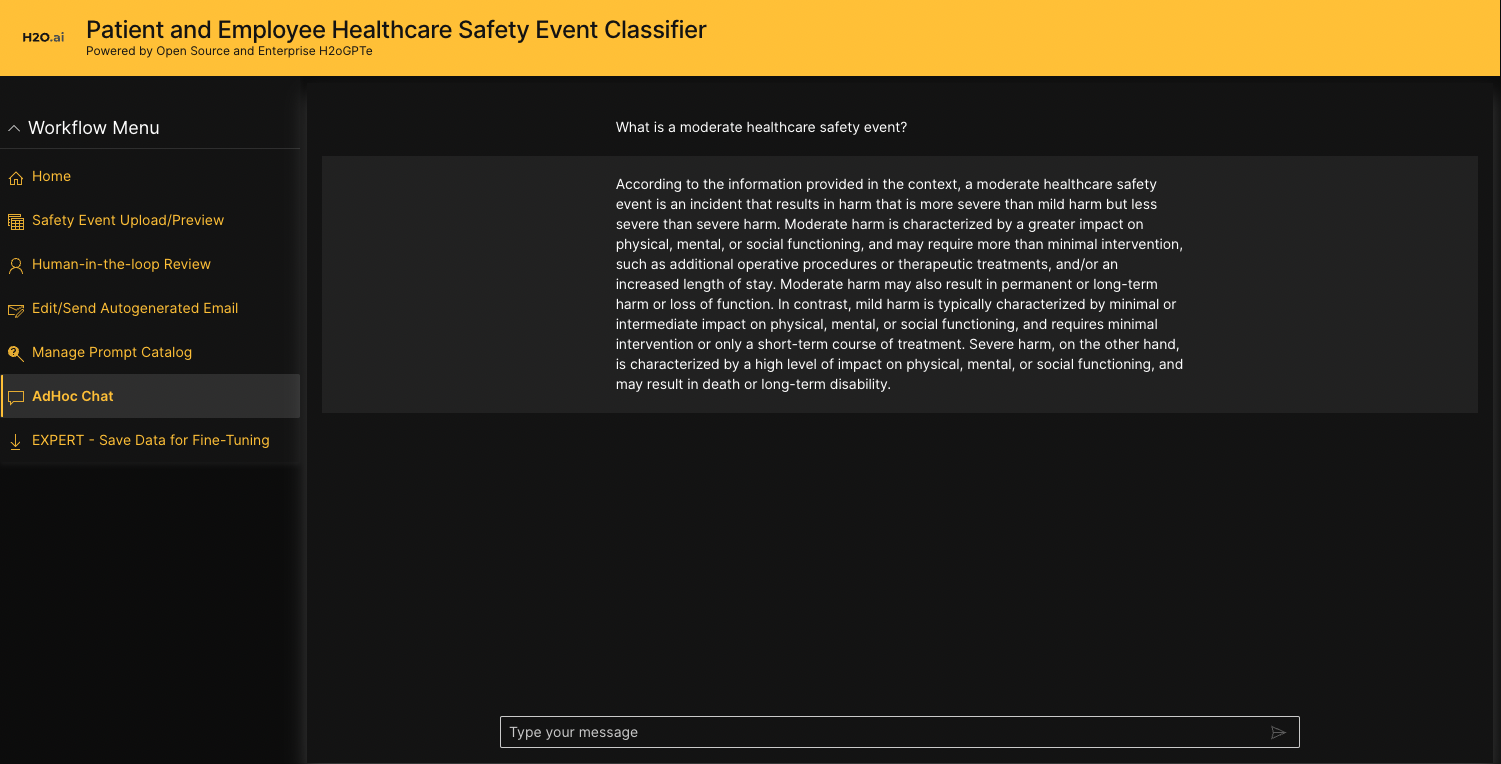 H2O.ai
Patient and Employee Healthcare Safety Event Classifier
Powered by Open Source and Enterprise H2oGPTe
Workflow Menu
Home
Safety Event Upload/Preview
Human-in-the-loop Review
Edit/Send Autogenerated Email
Manage Prompt Catalog
AdHoc Chat
EXPERT - Save Data for Fine-Tuning
What is a moderate healthcare safety event?
According to the information provided in the context, a moderate healthcare safety
event is an incident that results in harm that is more severe than mild harm but less
severe than severe harm. Moderate harm is characterized by a greater impact on
physical, mental, or social functioning, and may require more than minimal intervention,
such as additional operative procedures or therapeutic treatments, and/or an
increased length of stay. Moderate harm may also result in permanent or long-term
harm or loss of function. In contrast, mild harm is typically characterized by minimal or
intermediate impact on physical, mental, or social functioning, and requires minimal
intervention or only a short-term course of treatment. Severe harm, on the other hand,
is characterized by a high level of impact on physical, mental, or social functioning, and
may result in death or long-term disability.
Type your message